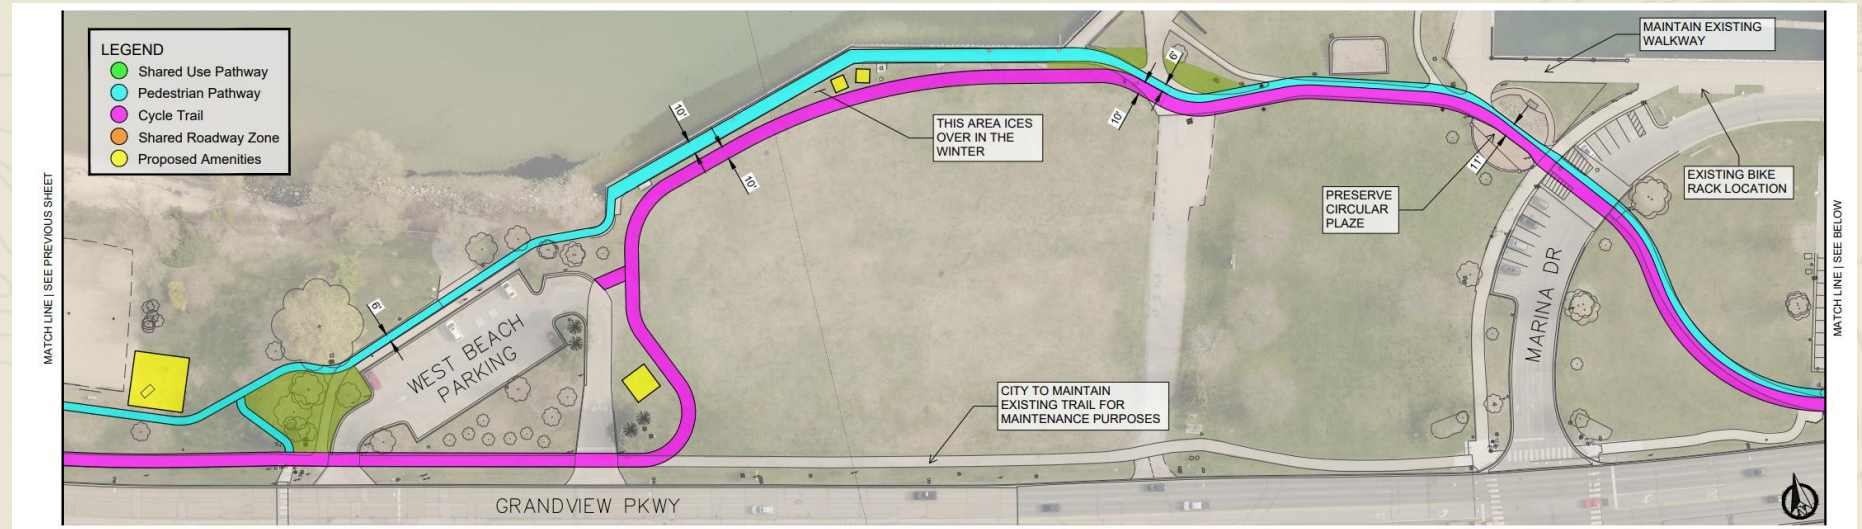 LEGEND
Shared Use Pathway
Pedestrian Pathway
Cycle Trail
Shared Roadway Zone
Proposed Amenities
MATCH LINE | SEE PREVIOUS SHEET
10'
10'
6'
WEST BEACH
PARKING
THIS AREA ICES
OVER IN THE
WINTER
6'
10'
MAINTAIN EXISTING
WALKWAY
11'
PRESERVE
CIRCULAR
PLAZE
EXISTING BIKE
RACK LOCATION
MARINA DR
CITY TO MAINTAIN
EXISTING TRAIL FOR
MAINTENANCE PURPOSES
GRANDVIEW PKWY
MATCH LINE | SEE BELOW